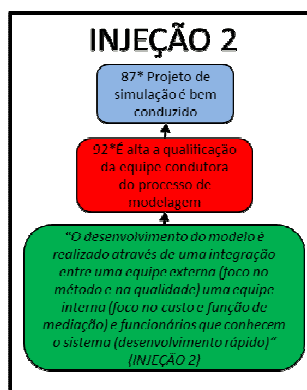 INJEÇÃO 2
87* Projeto de
simulação é bem
conduzido
92*É alta a qualificação
da equipe condutora
do processo de
modelagem
"O desenvolvimento do modelo é
realizado através de uma integração
entre uma equipe externa (foco no
método e na qualidade) uma equipe
interna (foco no custo e função de
mediação) e funcionários que conhecem
o sistema (desenvolvimento rápido)"
(INJEÇÃO 2)